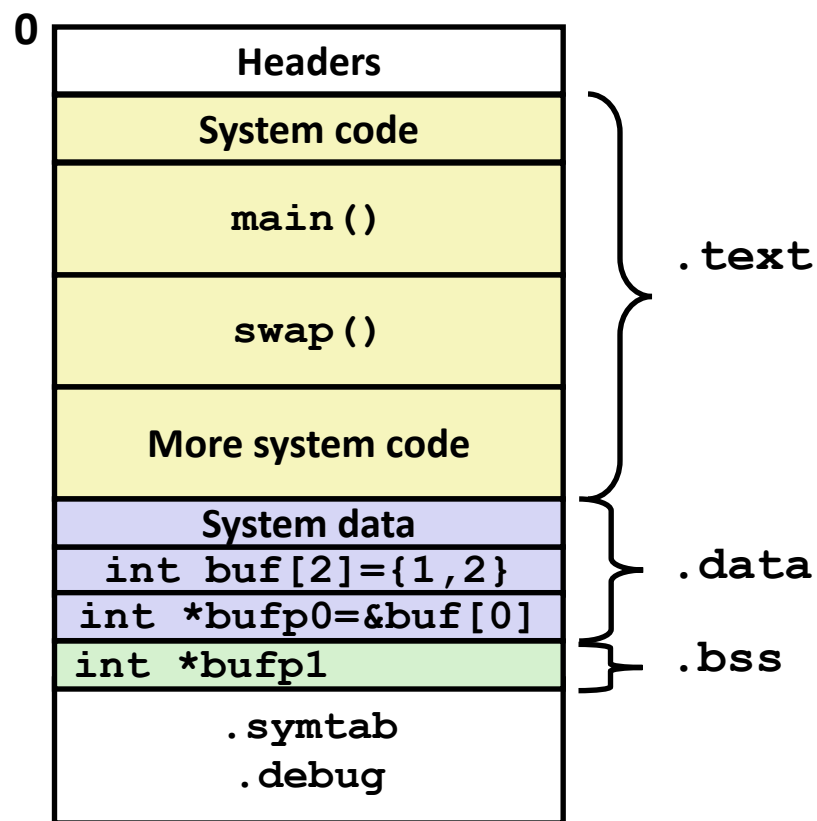 0
Headers
System code
main()
swap()
More system code
.text
System data
int buf[2]={1,2}
int *bufp0=&buf[0]
.data
int *bufp1
.bss
.symtab
.debug